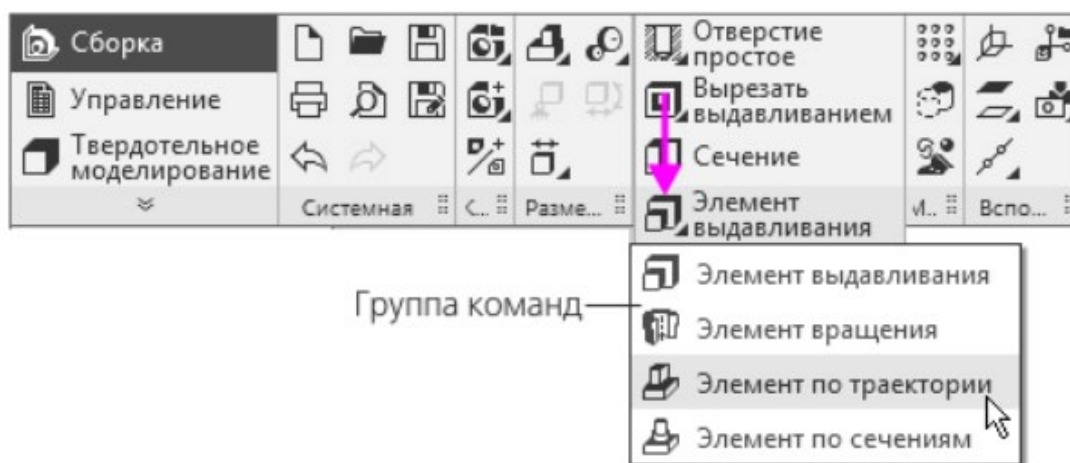 Сборка
Управление
Твердотельное
моделирование
Системная
С...
Разме...
Отверстие
простое
Вырезать
выдавливанием
Сечение
Элемент
выдавливания
И..
Вспо...
Группа команд
Элемент выдавливания
Элемент вращения
Элемент по траектории
Элемент по сечениям